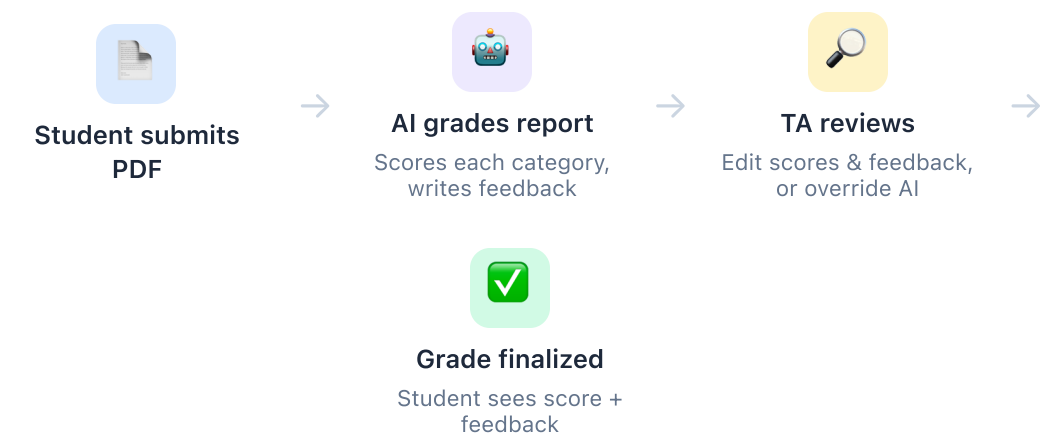 Student submits
PDF
AI grades report
Scores each category,
writes feedback
TA reviews
Edit scores & feedback,
or override AI
Grade finalized
Student sees score +
feedback